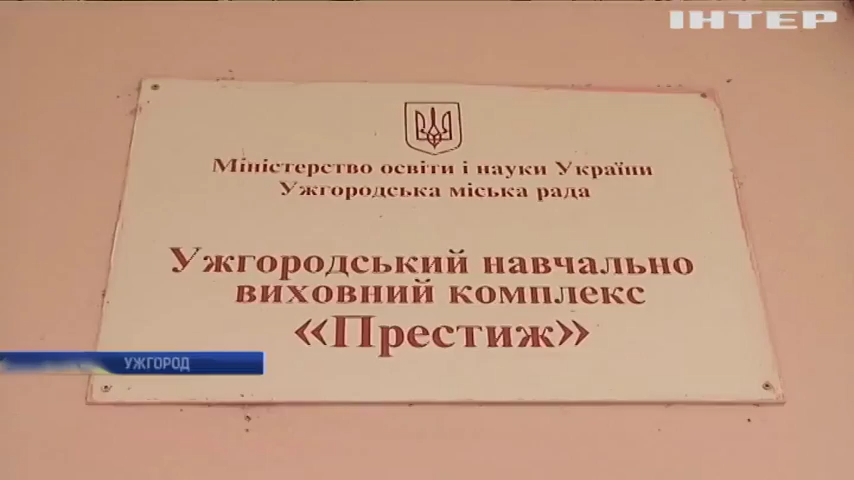 ІНТЕР
Міністерство освіти і науки України
Ужгородська міська рада
Ужгородський навчально
виховний комплекс
«Престиж»
УЖГОРОД